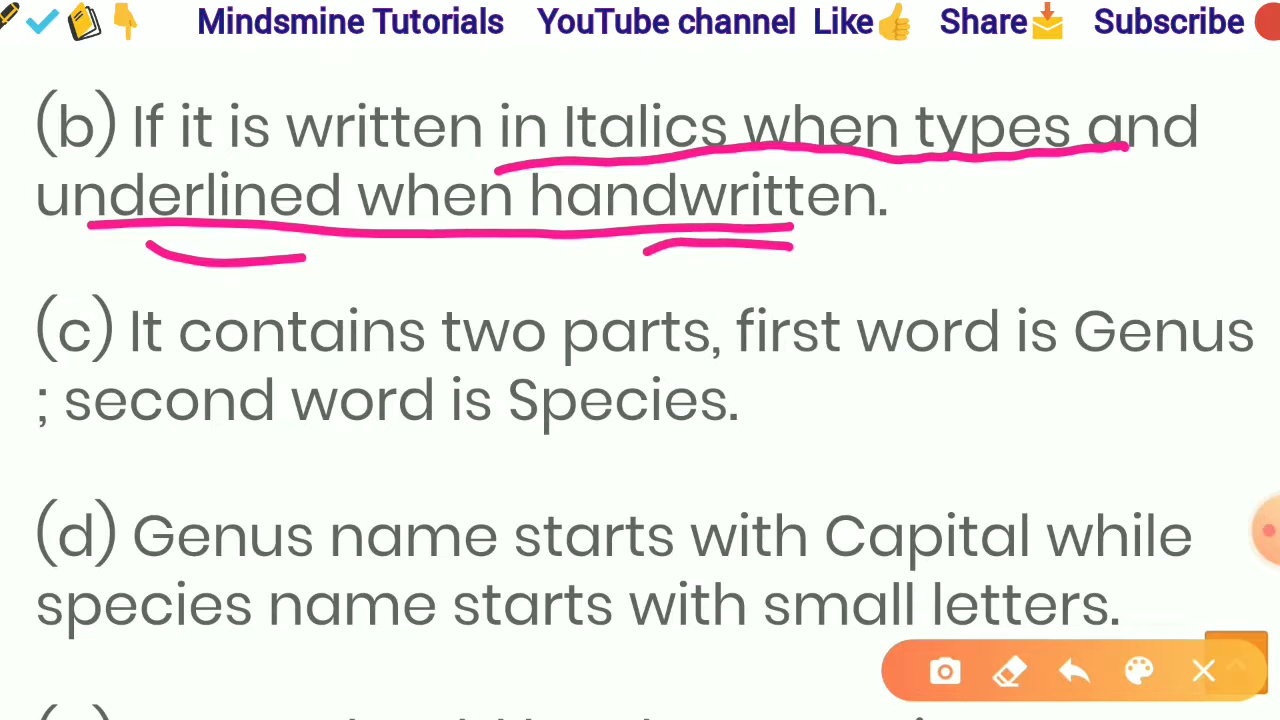 Mindsmine Tutorials YouTube channel Like Share Subscribe
(b) If it is written in Italics when types and
underlined when handwritten.
(c) It contains two parts, first word is Genus
; second word is Species.
(d) Genus name starts with Capital while
species name starts with small letters.